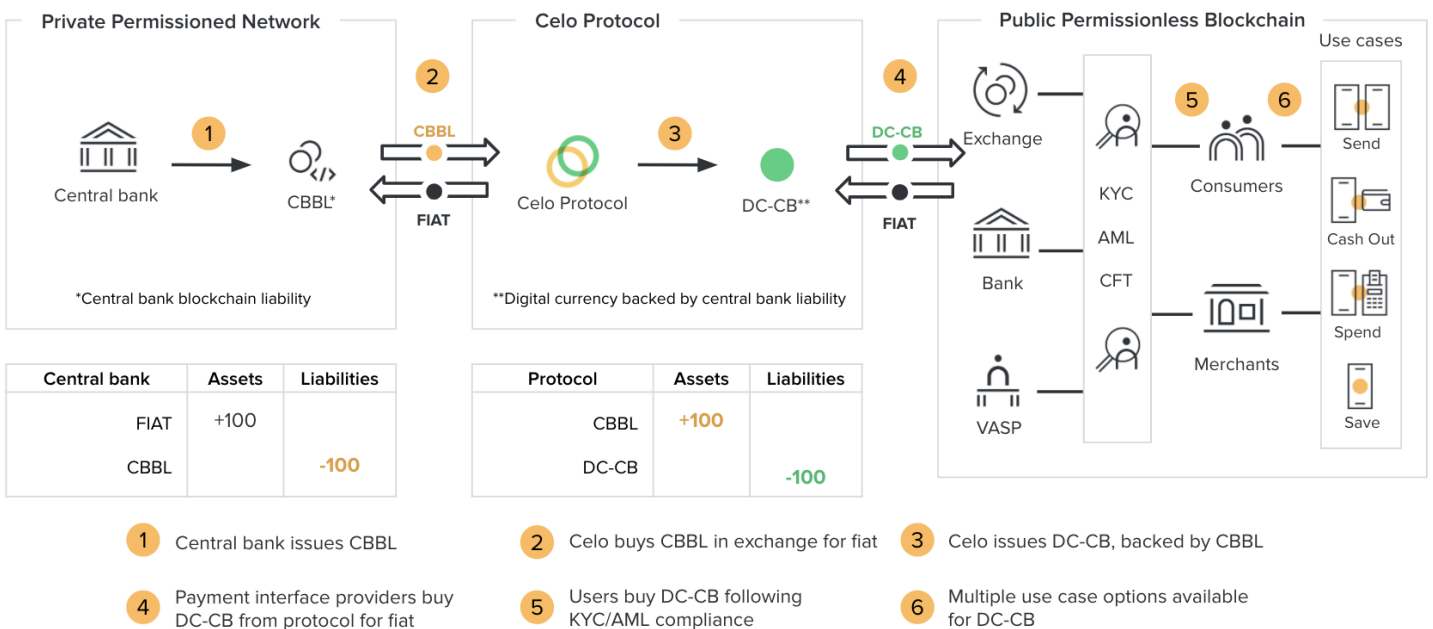 Private Permissioned Network
Celo Protocol
Public Permissionless Blockchain
Use cases
2
4
1
CBBL
3
DC-CB
5
6
Exchange
Send
Central bank
CBBL*
Celo Protocol
DC-CB**
KYC
Consumers
FIAT
FIAT
AML
Cash Out
Bank
CFT
*Central bank blockchain liability
**Digital currency backed by central bank liability
Spend
Merchants
Central bank Assets Liabilities
FIAT +100
CBBL -100
Protocol Assets Liabilities
CBBL +100
DC-CB -100
VASP
Save
1 Central bank issues CBBL
2 Celo buys CBBL in exchange for fiat
3 Celo issues DC-CB, backed by CBBL
4 Payment interface providers buy
DC-CB from protocol for fiat
5 Users buy DC-CB following
KYC/AML compliance
6 Multiple use case options available
for DC-CB